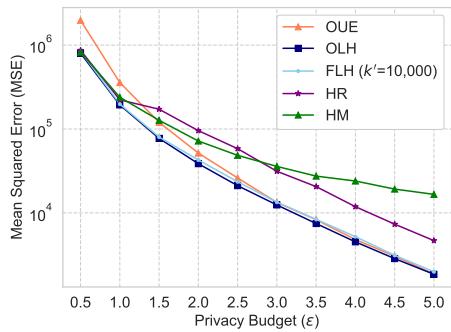 Mean Squared Error (MSE)
10^6
10^5
10^4
OUE
OLH
FLH (k'=10,000)
HR
HM
0.5 1.0 1.5 2.0 2.5 3.0 3.5 4.0 4.5 5.0
Privacy Budget (ε)